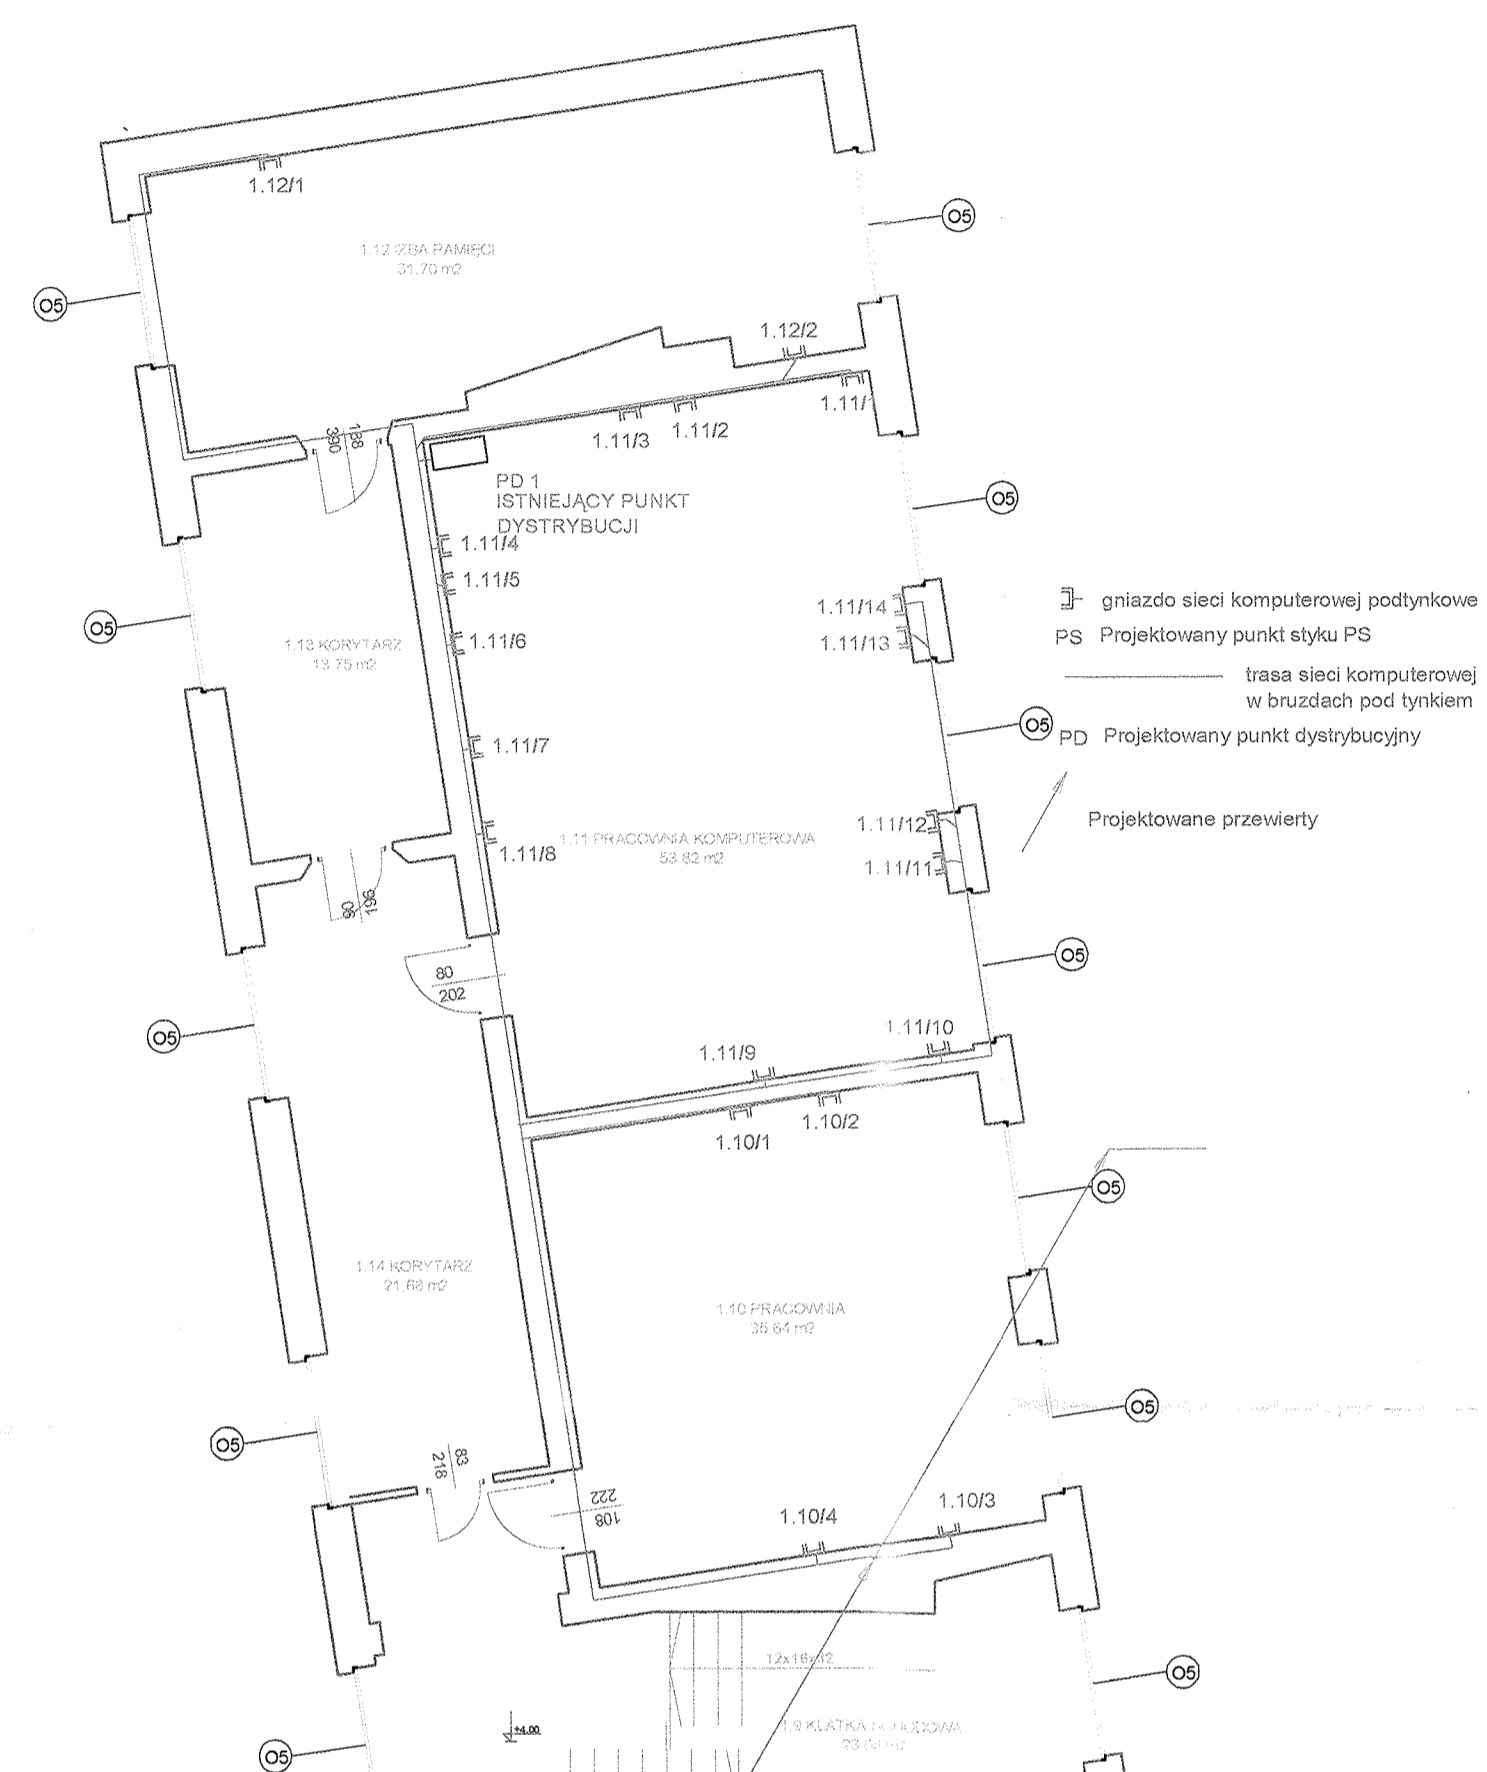 1.12/1
O5
1.12 IZBA PAMIĘCI
31.70 m2
O5
1.12/2
1.11/
1.11/2
1.11/3
188
390
PD 1
ISTNIEJĄCY PUNKT
DYSTRYBUCJI
O5
1.11/4
1.11/5
1.11/6
1.11/7
1.11/8
1.11/14
1.11/13
O5
1.13 KORYTARZ
13.75 m2
gniazdo sieci komputerowej podtynkowe
PS Projektowany punkt styku PS
trasa sieci komputerowej
w bruzdach pod tynkiem
PD Projektowany punkt dystrybucyjny
Projektowane przewierty
O5
1.11/12
1.11/11
1.11 PRACOWNIA KOMPUTEROWA
53.82 m2
90
196
O5
80
202
O5
1.11/9
1.11/10
1.10/1
1.10/2
O5
1.14 KORYTARZ
21,68 m2
1.10 PRACOWNIA
35.64 m2
O5
O5
83
218
222
108
1.10/4
1.10/3
12x16x32
O5
+4.00
1.9 KLATKA
O5